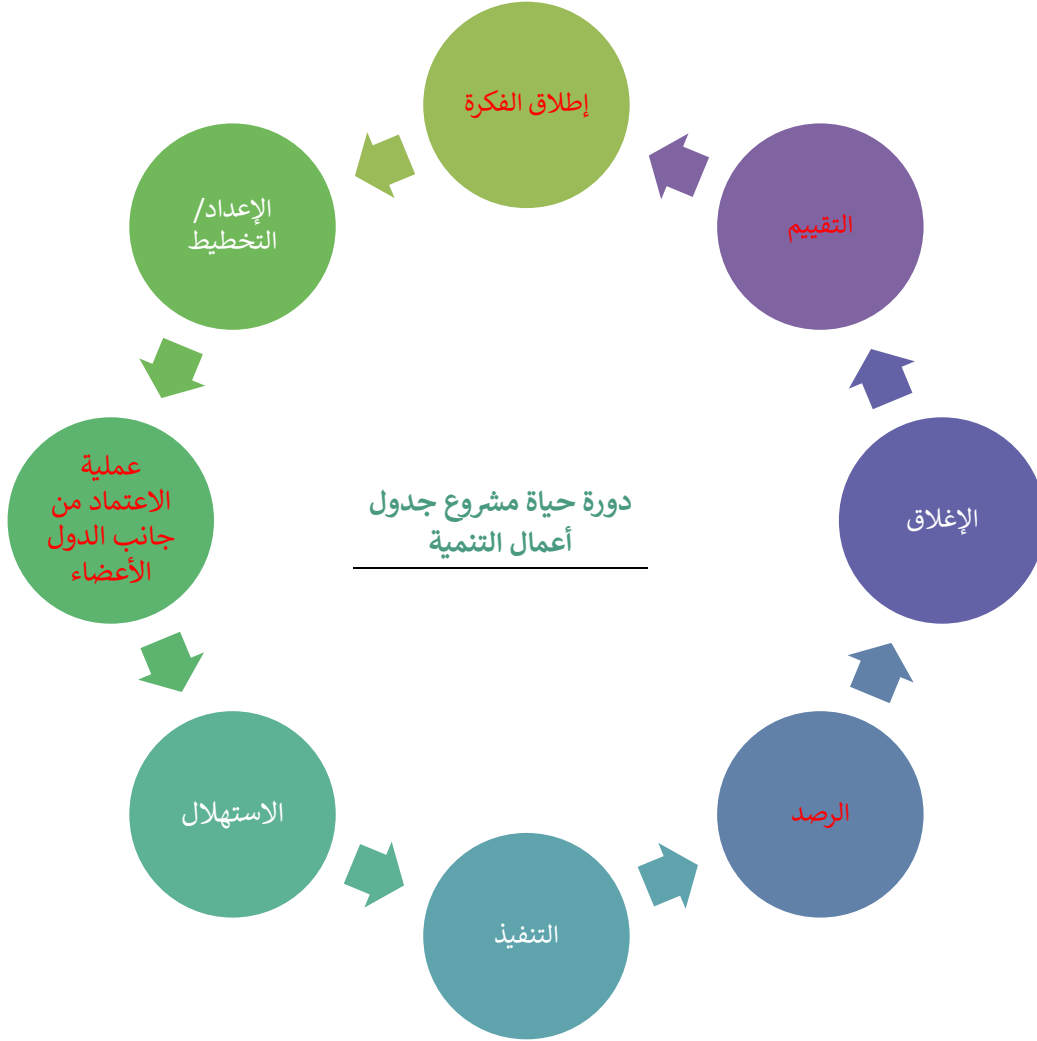 إطلاق الفكرة
الإعداد/
التخطيط
عملية
الاعتماد من
جانب الدول
الأعضاء
الاستهلال
التنفيذ
الرصد
الإغلاق
التقييم
دورة حياة مشروع جدول
أعمال التنمية